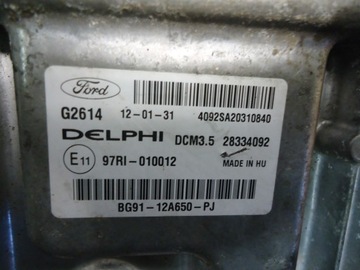 Ford
G2614 12-01-31 4092SA20310840
DELPHI DCM3.5 28334092
E11 97RI-010012 MADE IN HU
BG91-12A650-PJ